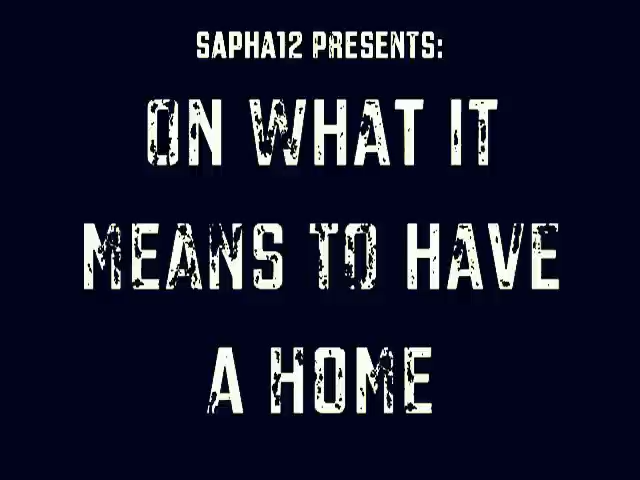 SAPHA12 PRESENTS:
ON WHAT IT
MEANS TO HAVE
A HOME